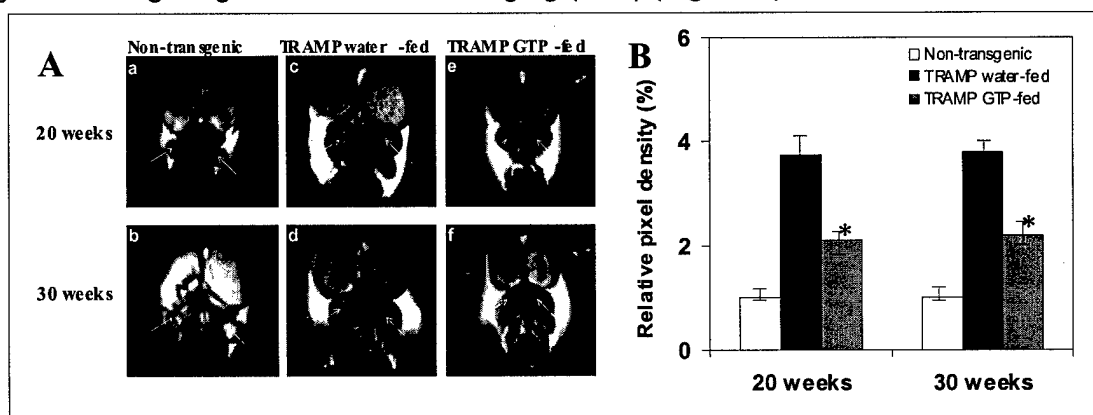 A
Non-transgenic TRAMP water -fed TRAMP GTP -fed
a c e
20 weeks
b d f
30 weeks
B
Relative pixel density (%)
6
4
2
0
Non-transgenic
TRAMP water-fed
TRAMP GTP-fed
* *
20 weeks 30 weeks